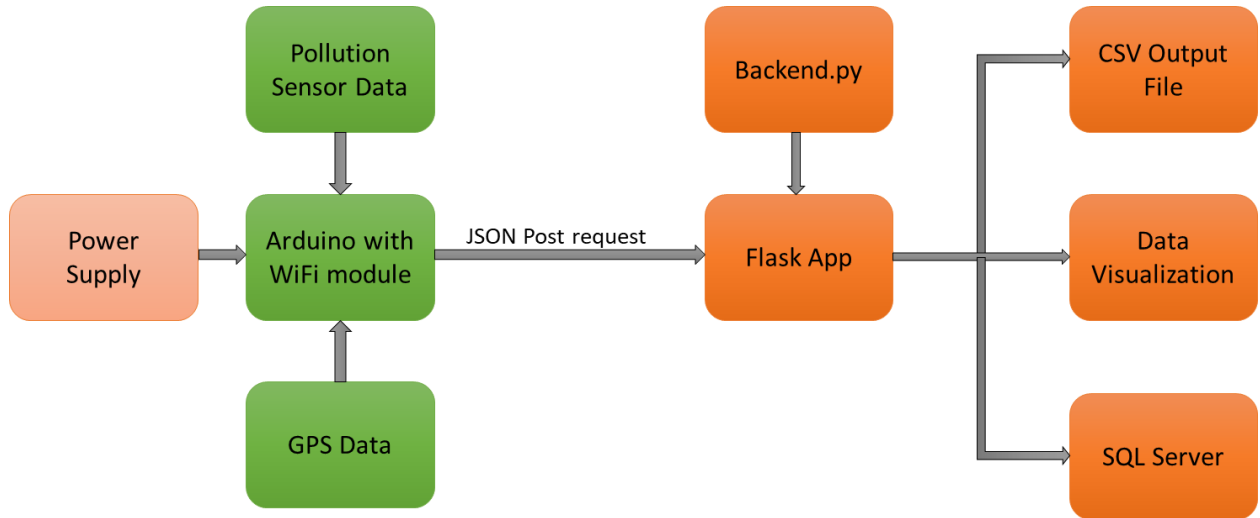 Pollution
Sensor Data
Backend.py
CSV Output
File
Power
Supply
Arduino with
WiFi module
JSON Post request
Flask App
Data
Visualization
GPS Data
SQL Server